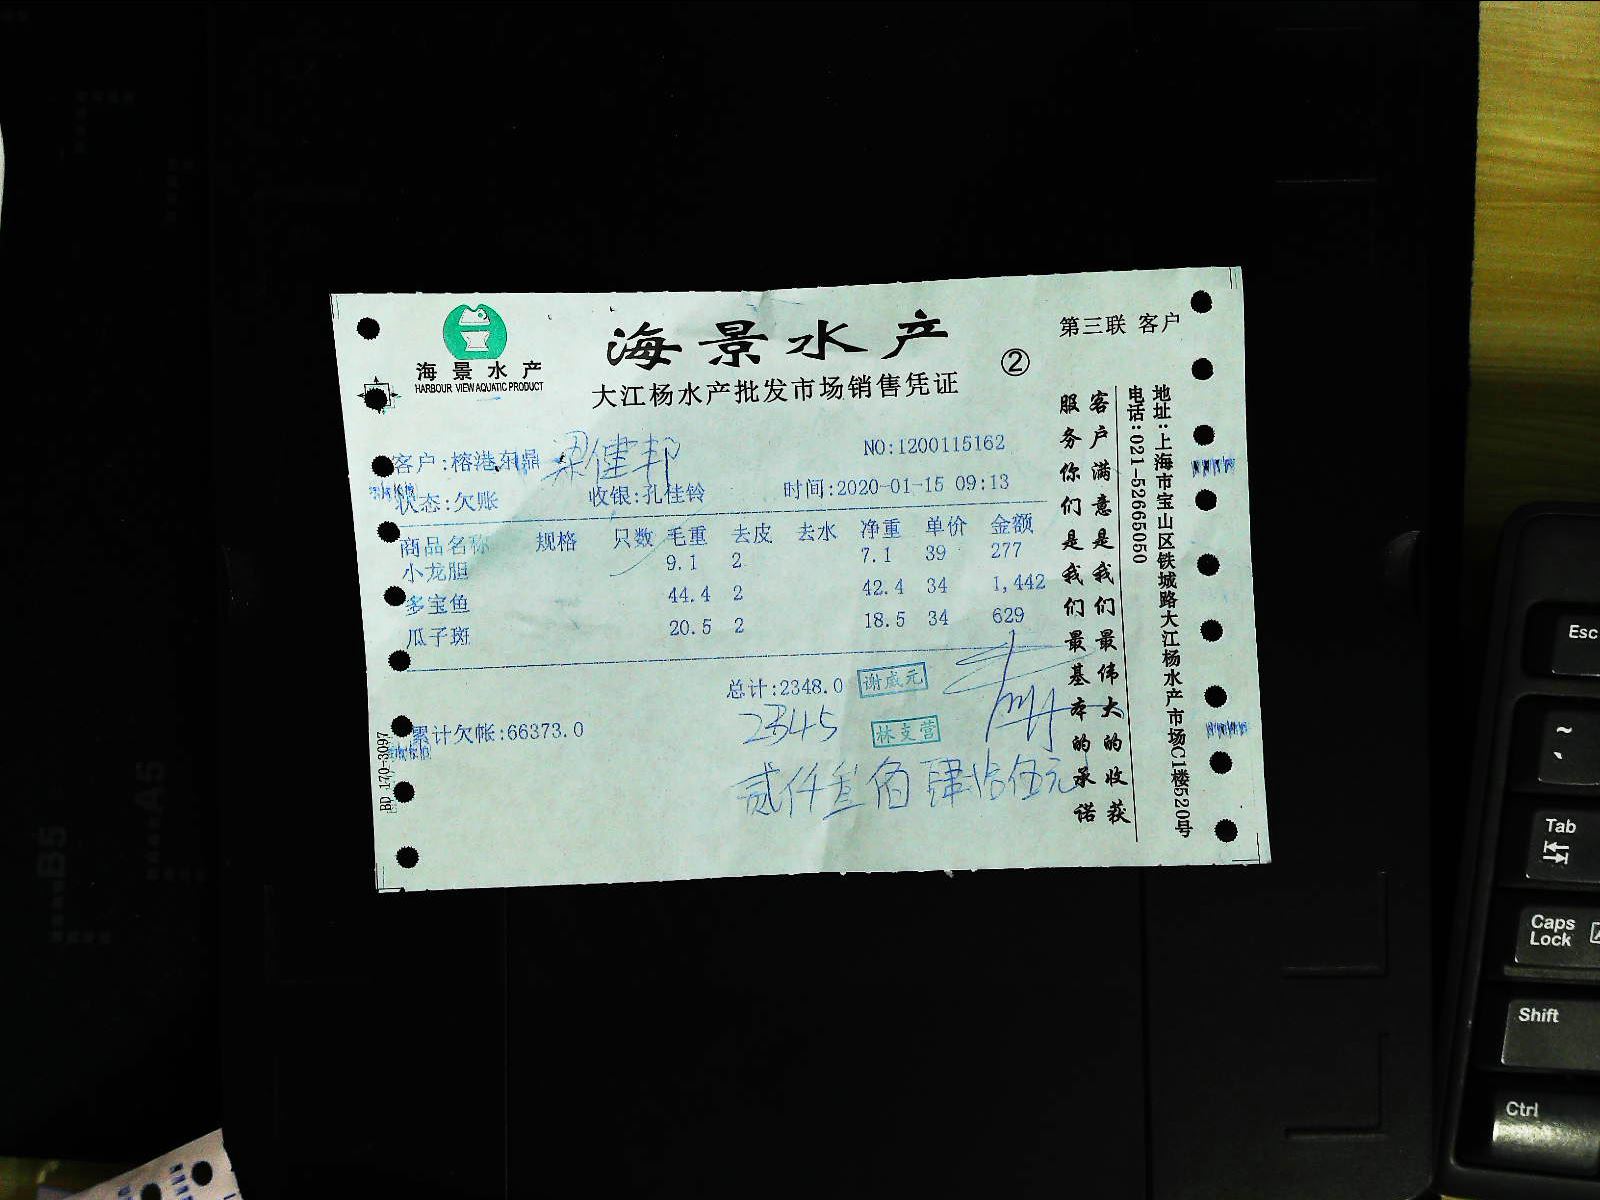 海景水产
HARBOUR VIEW AQUATIC PRODUCT
海景水产
大江杨水产批发市场销售凭证
②
第三联 客户
客户:榕港东鼎 梁健邦
NO:1200115162
状态:欠账 收银:孔佳铃 时间:2020-01-15 09:13
商品名称 规格 只数 毛重 去皮 去水 净重 单价 金额
小龙胆 9.1 2 7.1 39 277
多宝鱼 44.4 2 42.4 34 1,442
瓜子斑 20.5 2 18.5 34 629
总计:2348.0 谢咸元
2345
累计欠帐:66373.0
林支营
贰仟叁佰肆拾伍元
客户满意是我们最伟大的收获
服务你们是我们最基本的承诺
地址:上海市宝山区铁城路大江杨水产市场C1楼520号
电话:021-52665050
BD 170-3097
B5
A5
Esc
~
Tab
Caps Lock
Shift
Ctrl